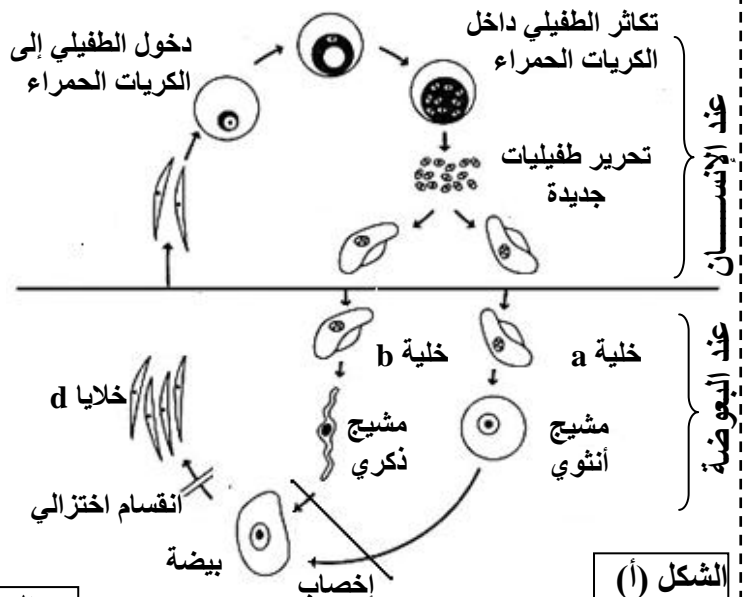 تكاثر الطفيلي داخل
الكريات الحمراء
دخول الطفيلي إلى
الكريات الحمراء
تحرير طفيليات
جديدة
عند الإنســـــان
خلية a
خلية b
خلايا d
مشيج
أنثوي
مشيج
ذكري
عند البعوضة
انقسام اختزالي
بيضة
إخصاب
الشكل (أ)